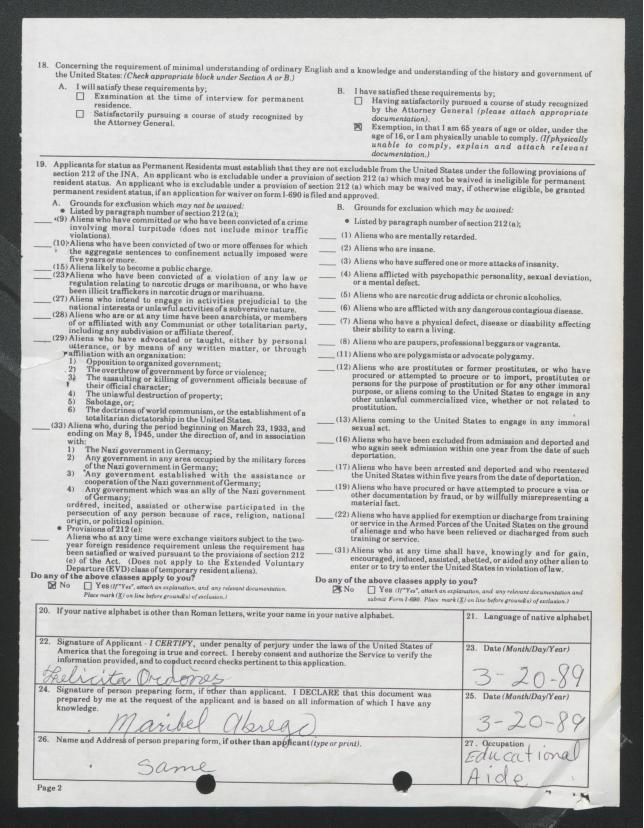 18. Concerning the requirement of minimal understanding of ordinary English and a knowledge and understanding of the history and government of
the United States: (Check appropriate block under Section A or B.)
A. I will satisfy these requirements by;
Examination at the time of interview for permanent
residence.
Satisfactorily pursuing a course of study recognized by
the Attorney General.
B. I have satisfied these requirements by;
Having satisfactorily pursued a course of study recognized
by the Attorney General (please attach appropriate
documentation).
Exemption, in that I am 65 years of age or older, under the
age of 16, or I am physically unable to comply. (If physically
unable to comply, explain and attach relevant
documentation.)
19. Applicants for status as Permanent Residents must establish that they are not excludable from the United States under the following provisions of
section 212 of the INA. An applicant who is excludable under a provision of section 212 (a) which may not be waived is ineligible for permanent
resident status. An applicant who is excludable under a provision of section 212 (a) which may be waived may, if otherwise eligible, be granted
permanent resident status, if an application for waiver on form I-690 is filed and approved.
A. Grounds for exclusion which may not be waived:
● Listed by paragraph number of section 212 (a);
(9) Aliens who have committed or who have been convicted of a crime
involving moral turpitude (does not include minor traffic
violations).
(10) Aliens who have been convicted of two or more offenses for which
the aggregate sentences to confinement actually imposed were
five years or more.
(15) Aliens likely to become a public charge.
(23) Aliens who have been convicted of a violation of any law or
regulation relating to narcotic drugs or marihuana, or who have
been illicit traffickers in narcotic drugs or marihuana.
(27) Aliens who intend to engage in activities prejudicial to the
national interests or unlawful activities of a subversive nature.
(28) Aliens who are or at any time have been anarchists, or members
of or affiliated with any Communist or other totalitarian party,
including any subdivision or affiliate thereof.
(29) Aliens who have advocated or taught, either by personal
utterance, or by means of any written matter, or through
affiliation with an organization:
1) Opposition to organized government;
2) The overthrow of government by force or violence;
3) The assaulting or killing of government officials because of
their official character;
4) The unlawful destruction of property;
5) Sabotage, or;
6) The doctrines of world communism, or the establishment of a
totalitarian dictatorship in the United States.
(33) Aliens who, during the period beginning on March 23, 1933, and
ending on May 8, 1945, under the direction of, and in association
with:
1) The Nazi government in Germany;
2) Any government in any area occupied by the military forces
of the Nazi government in Germany;
3) Any government established with the assistance or
cooperation of the Nazi government of Germany;
4) Any government which was an ally of the Nazi government
of Germany;
ordered, incited, assisted or otherwise participated in the
persecution of any person because of race, religion, national
origin, or political opinion.
● Provisions of 212 (e):
Aliens who at any time were exchange visitors subject to the two-
year foreign residence requirement unless the requirement has
been satisfied or waived pursuant to the provisions of section 212
(e) of the Act. (Does not apply to the Extended Voluntary
Departure (EVD) class of temporary resident aliens).
Do any of the above classes apply to you?
No Yes (If "Yes", attach an explanation, and any relevant documentation.
Place mark (X) on line before ground(s) of exclusion.)
B. Grounds for exclusion which may be waived:
● Listed by paragraph number of section 212 (a);
(1) Aliens who are mentally retarded.
(2) Aliens who are insane.
(3) Aliens who have suffered one or more attacks of insanity.
(4) Aliens afflicted with psychopathic personality, sexual deviation,
or a mental defect.
(5) Aliens who are narcotic drug addicts or chronic alcoholics.
(6) Aliens who are afflicted with any dangerous contagious disease.
(7) Aliens who have a physical defect, disease or disability affecting
their ability to earn a living.
(8) Aliens who are paupers, professional beggars or vagrants.
(11) Aliens who are polygamists or advocate polygamy.
(12) Aliens who are prostitutes or former prostitutes, or who have
procured or attempted to procure or to import, prostitutes or
persons for the purpose of prostitution or for any other immoral
purpose, or aliens coming to the United States to engage in any
other unlawful commercialized vice, whether or not related to
prostitution.
(13) Aliens coming to the United States to engage in any immoral
sexual act.
(16) Aliens who have been excluded from admission and deported and
who again seek admission within one year from the date of such
deportation.
(17) Aliens who have been arrested and deported and who reentered
the United States within five years from the date of deportation.
(19) Aliens who have procured or have attempted to procure a visa or
other documentation by fraud, or by willfully misrepresenting a
material fact.
(22) Aliens who have applied for exemption or discharge from training
or service in the Armed Forces of the United States on the ground
of alienage and who have been relieved or discharged from such
training or service.
(31) Aliens who at any time shall have, knowingly and for gain,
encouraged, induced, assisted, abetted, or aided any other alien to
enter or to try to enter the United States in violation of law.
Do any of the above classes apply to you?
No Yes (If "Yes", attach an explanation, and any relevant documentation and
submit Form I-690. Place mark (X) on line before ground(s) of exclusion.)
20. If your native alphabet is other than Roman letters, write your name in your native alphabet.
21. Language of native alphabet
22. Signature of Applicant - I CERTIFY, under penalty of perjury under the laws of the United States of
America that the foregoing is true and correct. I hereby consent and authorize the Service to verify the
information provided, and to conduct record checks pertinent to this application.
Felicita Ordoñes
23. Date (Month/Day/Year)
3-20-89
24. Signature of person preparing form, if other than applicant. I DECLARE that this document was
prepared by me at the request of the applicant and is based on all information of which I have any
knowledge.
Maribel Abrego
25. Date (Month/Day/Year)
3-20-89
26. Name and Address of person preparing form, if other than applicant (type or print).
Same
27. Occupation
Educational
Aide
Page 2